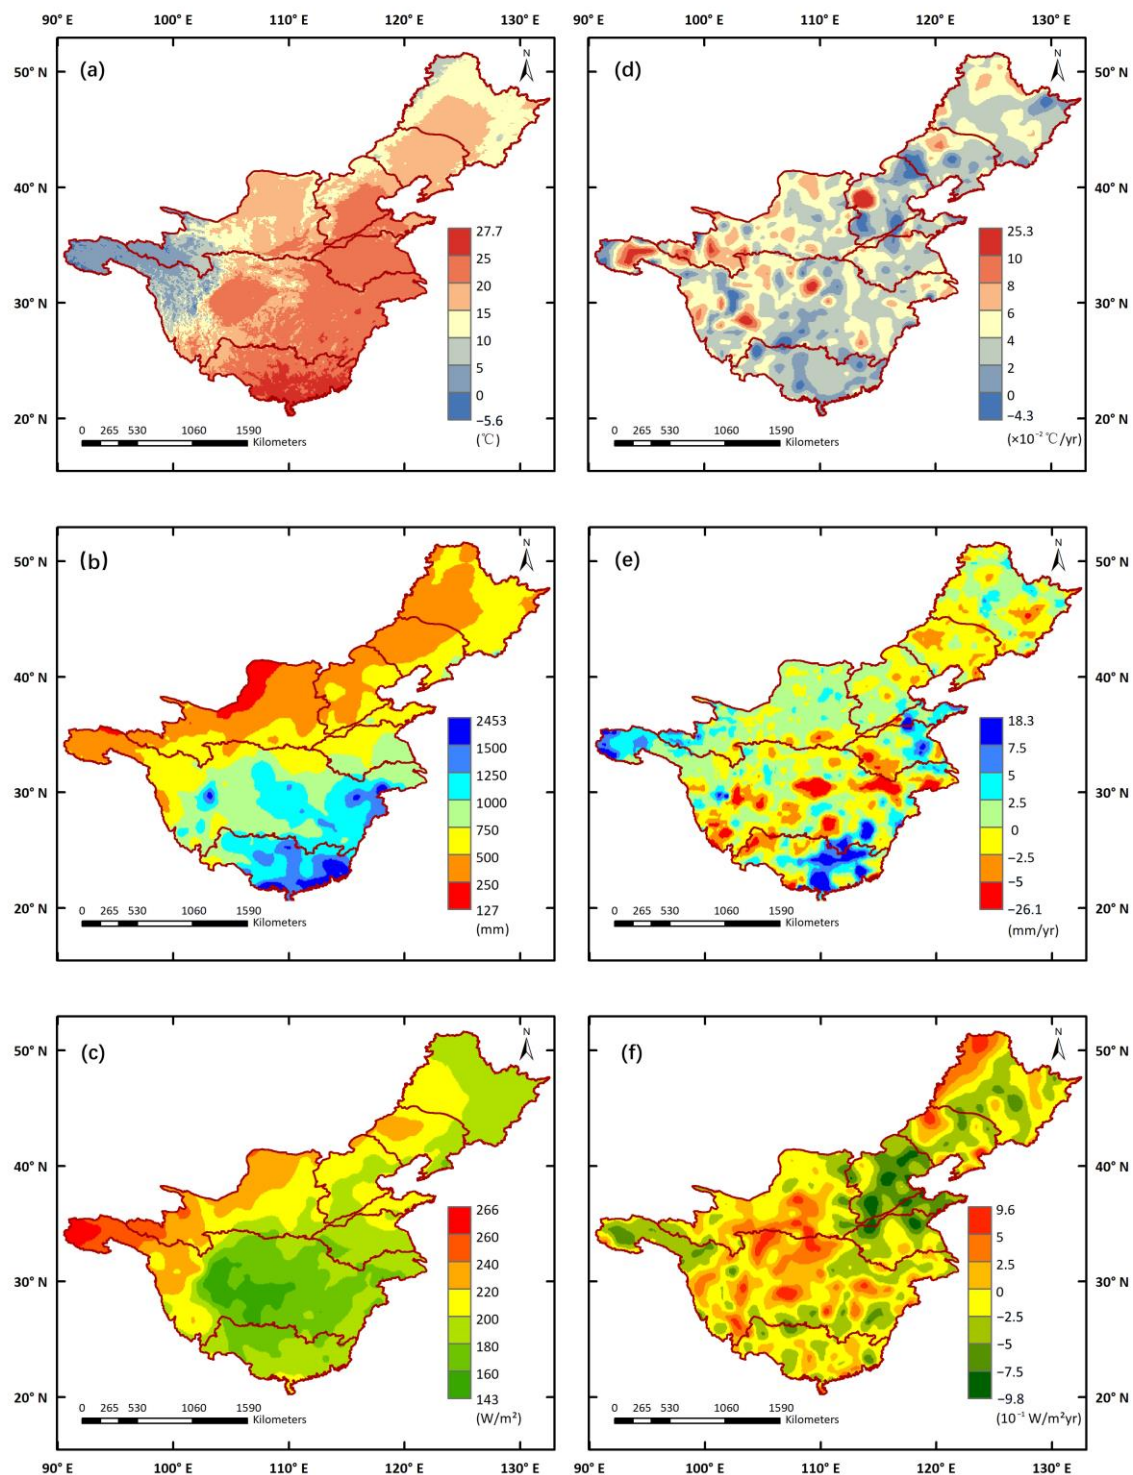 90° E 100° E 110° E 120° E 130° E 100° E 110° E 120° E 130° E
(a)
N
50° N
40° N
30° N
20° N
27.7
25
20
15
10
5
0
−5.6
(℃)
0 265 530 1060 1590
Kilometers
(d)
N
50° N
40° N
30° N
20° N
25.3
10
8
6
4
2
0
−4.3
(×10⁻² ℃/yr)
0 265 530 1060 1590
Kilometers
(b)
N
50° N
40° N
30° N
20° N
2453
1500
1250
1000
750
500
250
127
(mm)
0 265 530 1060 1590
Kilometers
(e)
N
50° N
40° N
30° N
20° N
18.3
7.5
5
2.5
0
−2.5
−5
−26.1
(mm/yr)
0 265 530 1060 1590
Kilometers
(c)
N
50° N
40° N
30° N
20° N
266
260
240
220
200
180
160
143
(W/m²)
0 265 530 1060 1590
Kilometers
(f)
N
50° N
40° N
30° N
20° N
9.6
5
2.5
0
−2.5
−5
−7.5
−9.8
(10⁻¹ W/m²yr)
0 265 530 1060 1590
Kilometers
90° E 100° E 110° E 120° E 90° E 100° E 110° E 120° E 130° E